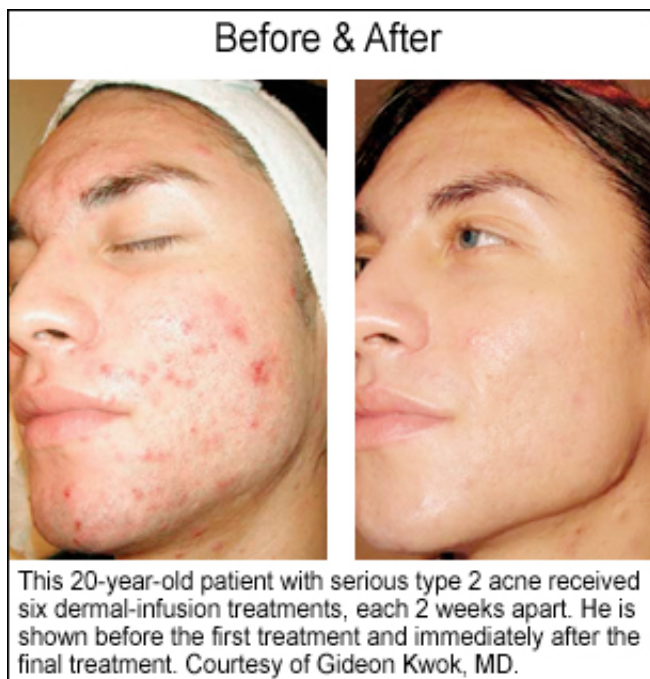 Before & After
This 20-year-old patient with serious type 2 acne received
six dermal-infusion treatments, each 2 weeks apart. He is
shown before the first treatment and immediately after the
final treatment. Courtesy of Gideon Kwok, MD.